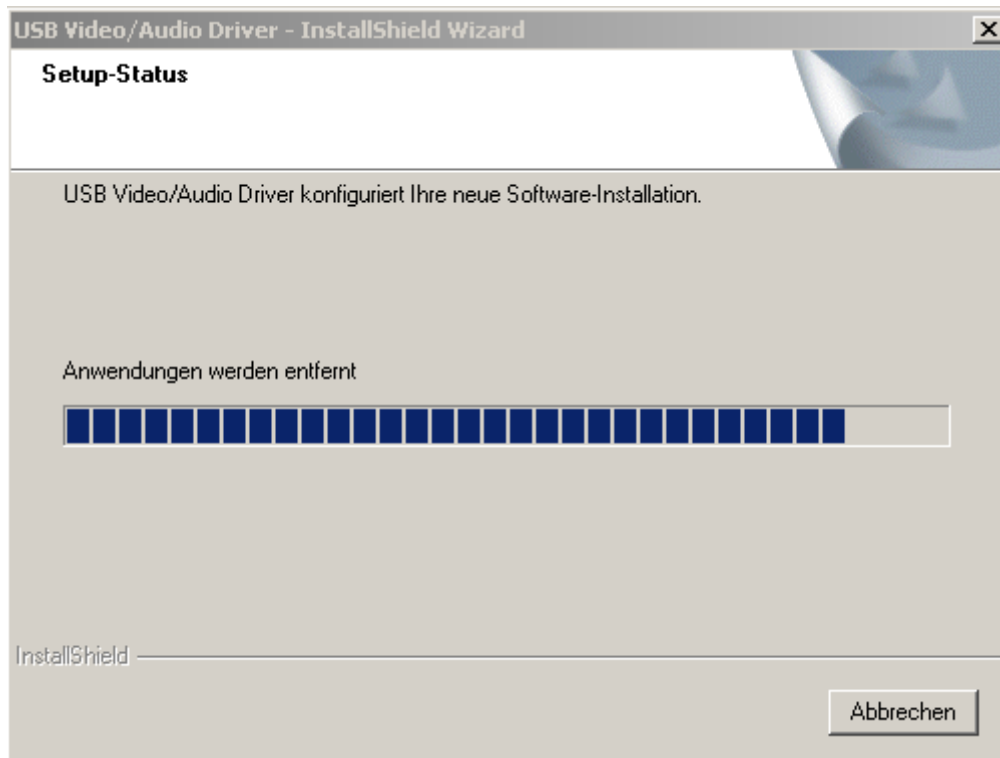 USB Video/Audio Driver - InstallShield Wizard
Setup-Status
USB Video/Audio Driver konfiguriert Ihre neue Software-Installation.
Anwendungen werden entfernt
InstallShield
Abbrechen